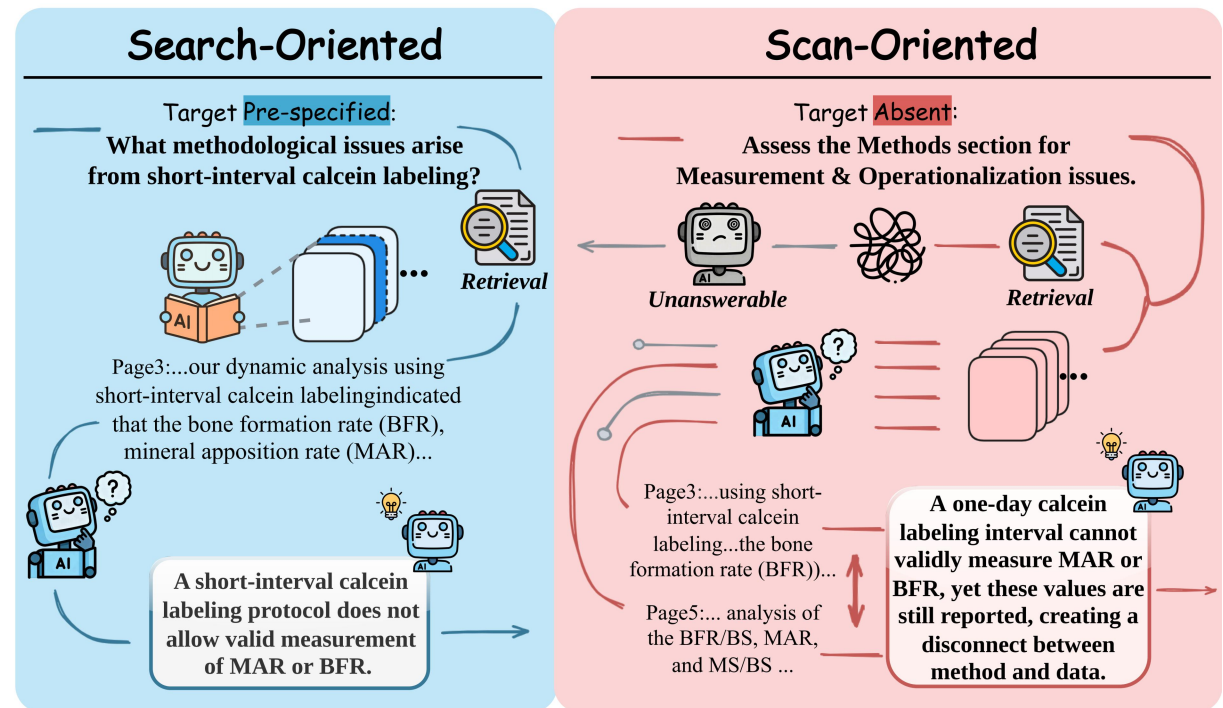 Search-Oriented
Target Pre-specified:
What methodological issues arise
from short-interval calcein labeling?
Retrieval
AI
Page3:...our dynamic analysis using
short-interval calcein labelingindicated
that the bone formation rate (BFR),
mineral apposition rate (MAR)...
?
AI
A short-interval calcein
labeling protocol does not
allow valid measurement
of MAR or BFR.
Scan-Oriented
Target Absent:
Assess the Methods section for
Measurement & Operationalization issues.
AI
Unanswerable
Retrieval
?
AI
Page3:...using short-
interval calcein
labeling...the bone
formation rate (BFR))...
Page5:... analysis of
the BFR/BS, MAR,
and MS/BS ...
A one-day calcein
labeling interval cannot
validly measure MAR or
BFR, yet these values are
still reported, creating a
disconnect between
method and data.